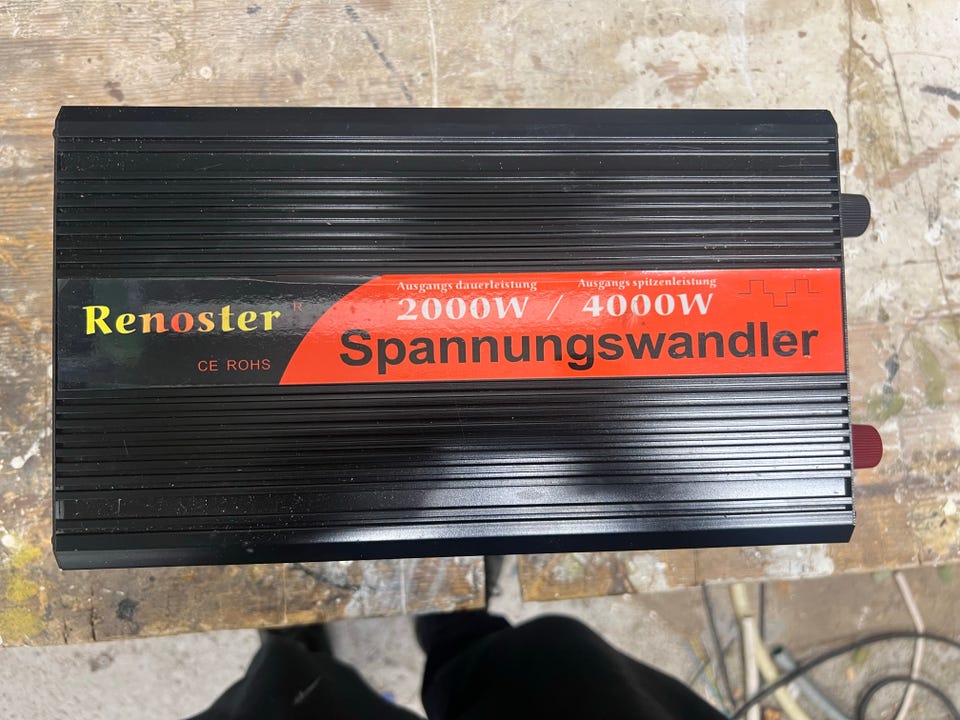 Renoster R
CE ROHS
Ausgangs dauerleistung Ausgangs spitzenleistung
2000W / 4000W
Spannungswandler